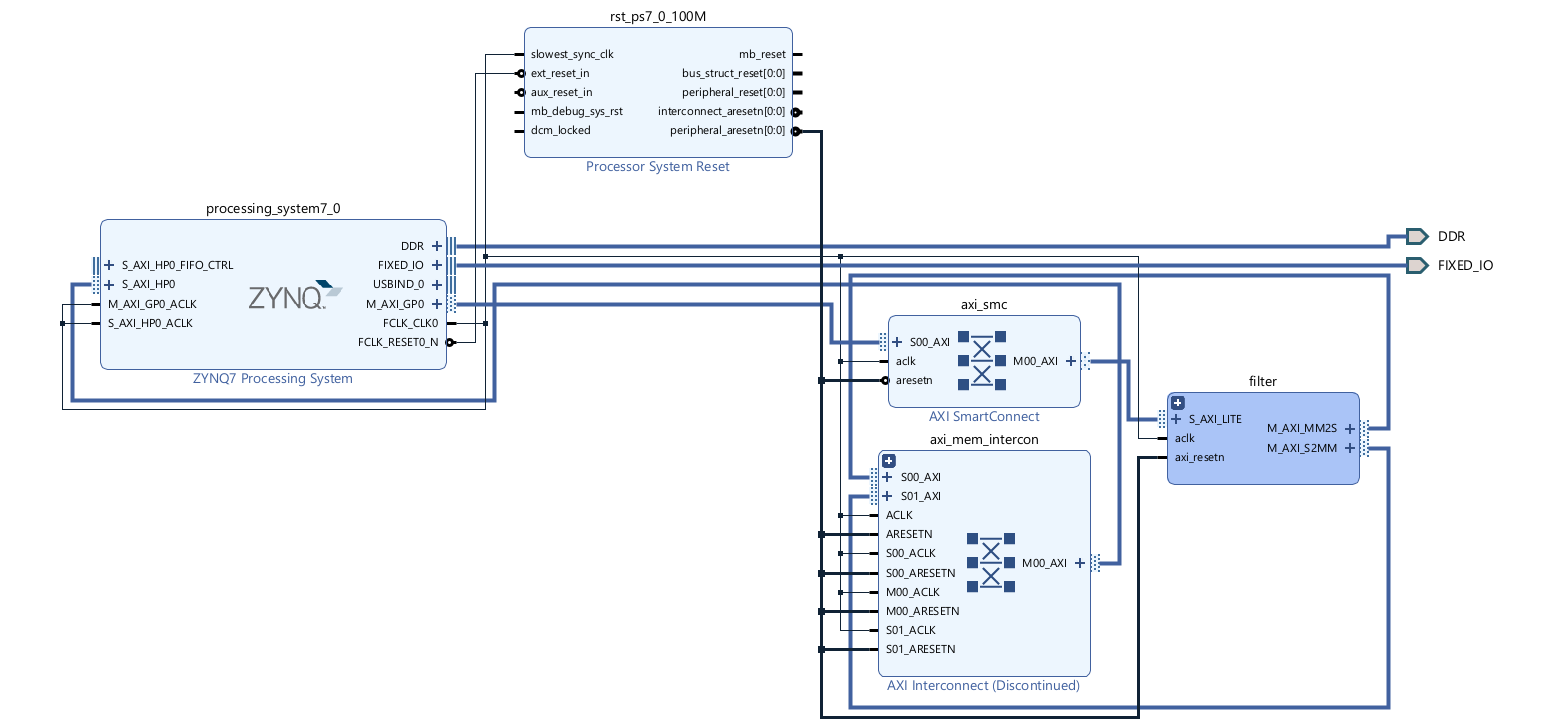 rst_ps7_0_100M
slowest_sync_clk
ext_reset_in
aux_reset_in
mb_debug_sys_rst
dcm_locked
mb_reset
bus_struct_reset[0:0]
peripheral_reset[0:0]
interconnect_aresetn[0:0]
peripheral_aresetn[0:0]
Processor System Reset
processing_system7_0
S_AXI_HP0_FIFO_CTRL
S_AXI_HP0
M_AXI_GP0_ACLK
S_AXI_HP0_ACLK
ZYNQ
DDR
FIXED_IO
USBIND_0
M_AXI_GP0
FCLK_CLK0
FCLK_RESET0_N
ZYNQ7 Processing System
DDR
FIXED_IO
axi_smc
S00_AXI
aclk
aresetn
M00_AXI
AXI SmartConnect
axi_mem_intercon
S00_AXI
S01_AXI
ACLK
ARESETN
S00_ACLK
S00_ARESETN
M00_ACLK
M00_ARESETN
S01_ACLK
S01_ARESETN
M00_AXI
AXI Interconnect (Discontinued)
filter
S_AXI_LITE
aclk
axi_resetn
M_AXI_MM2S
M_AXI_S2MM